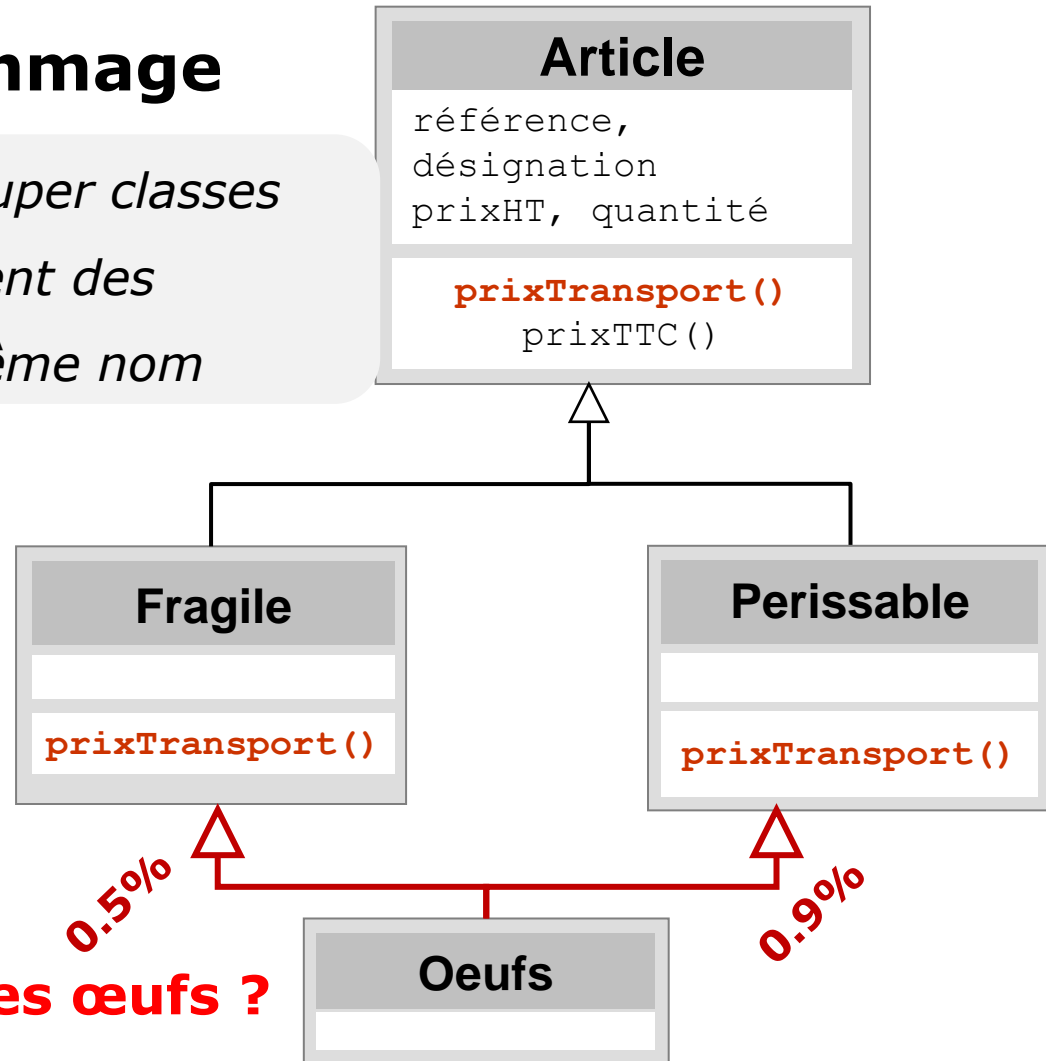 nmage
uper classes
ent des
ême nom
Article
référence,
désignation
prixHT, quantité
prixTransport()
prixTTC()
Fragile
prixTransport()
Perissable
prixTransport()
0.5%
0.9%
es œufs ?
Oeufs